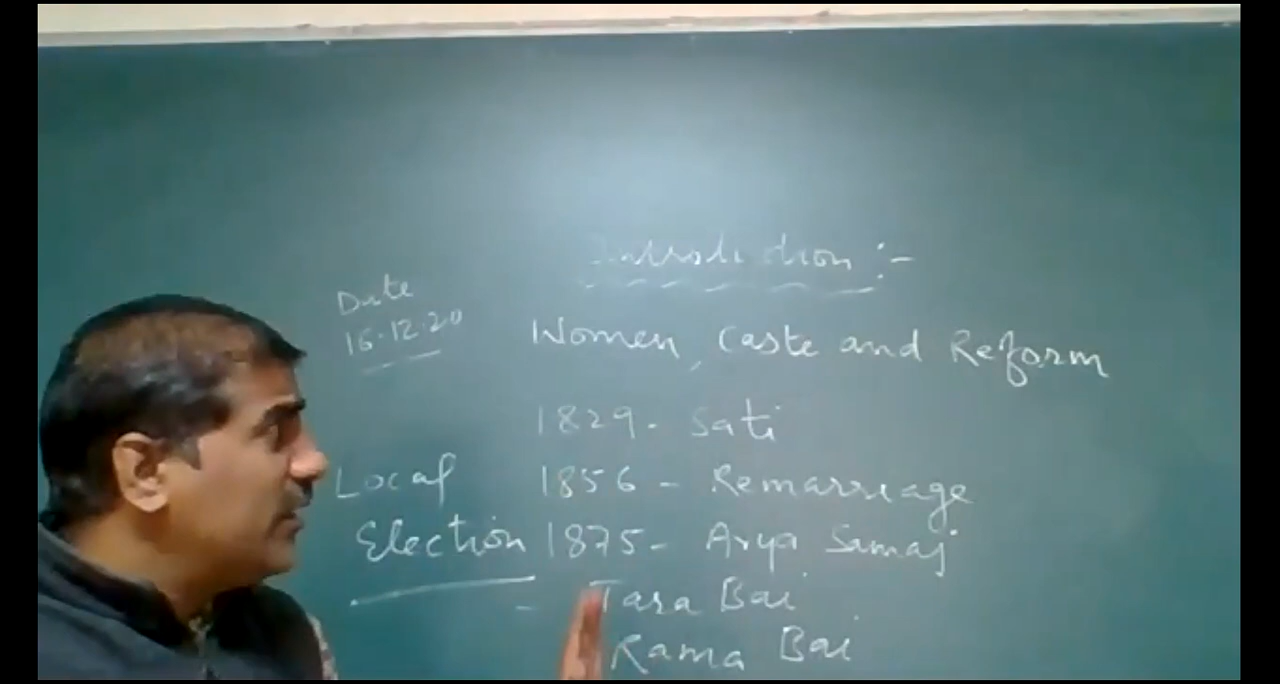 Introduction :-
Date
16.12.20
Women, Caste and Reform
1829. Sati
Local 1856 - Remarriage
Election 1875 - Arya Samaj
- Tara Bai
Rama Bai